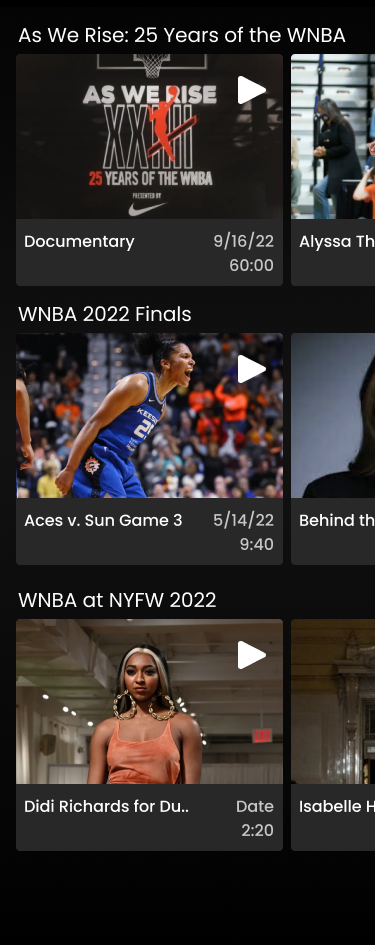 As We Rise: 25 Years of the WNBA
AS WE RISE
25 YEARS OF THE WNBA
PRESENTED BY
Documentary 9/16/22
60:00
Alyssa Th
WNBA 2022 Finals
KEESI
Aces v. Sun Game 3 5/14/22
9:40
Behind th
WNBA at NYFW 2022
Didi Richards for Du.. Date
2:20
Isabelle H